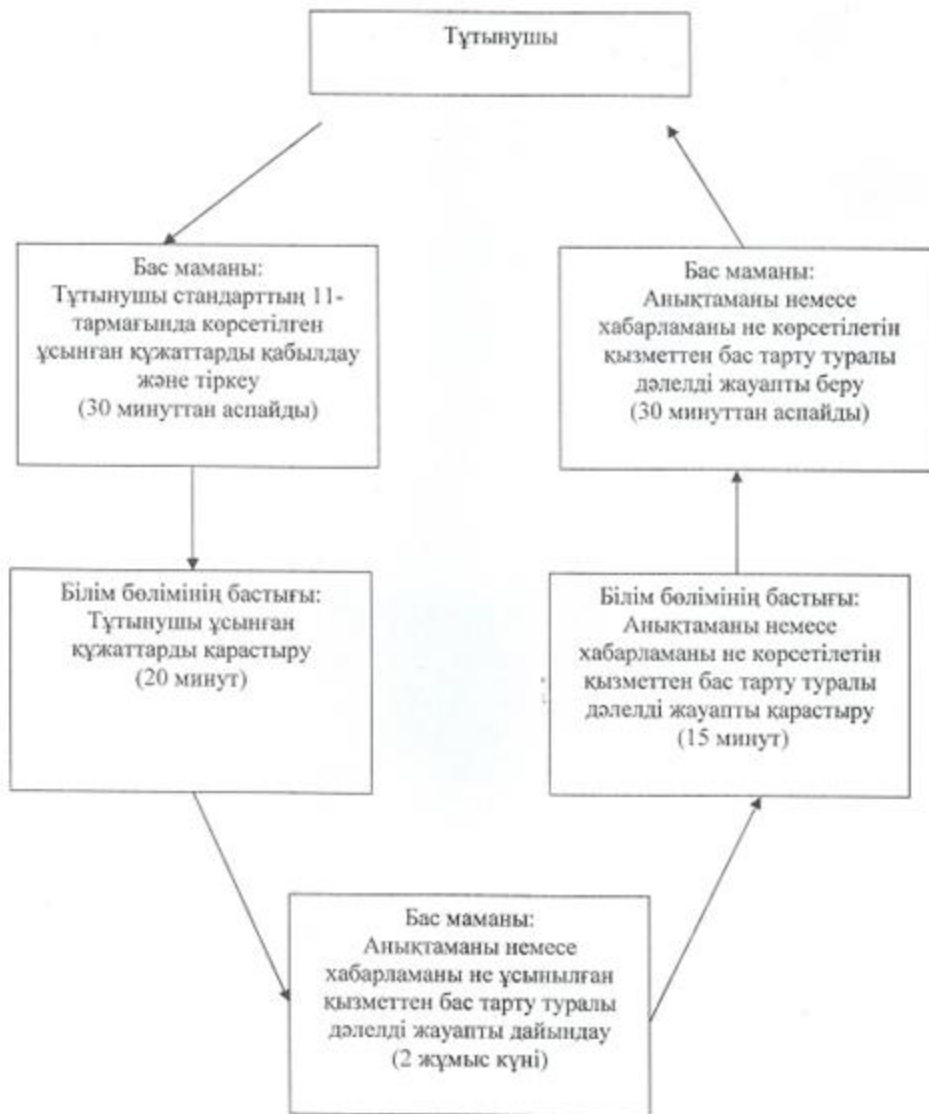 Тұтынушы
Бас маманы:
Тұтынушы стандарттың 11-
тармағында көрсетілген
ұсынған құжаттарды қабылдау
және тіркеу
(30 минуттан аспайды)
Білім бөлімінің бастығы:
Тұтынушы ұсынған
құжаттарды қарастыру
(20 минут)
Бас маманы:
Анықтаманы немесе
хабарламаны не ұсынылған
қызметтен бас тарту туралы
дәлелді жауапты дайындау
(2 жұмыс күні)
Білім бөлімінің бастығы:
Анықтаманы немесе
хабарламаны не көрсетілетін
қызметтен бас тарту туралы
дәлелді жауапты қарастыру
(15 минут)
Бас маманы:
Анықтаманы немесе
хабарламаны не көрсетілетін
қызметтен бас тарту туралы
дәлелді жауапты беру
(30 минуттан аспайды)